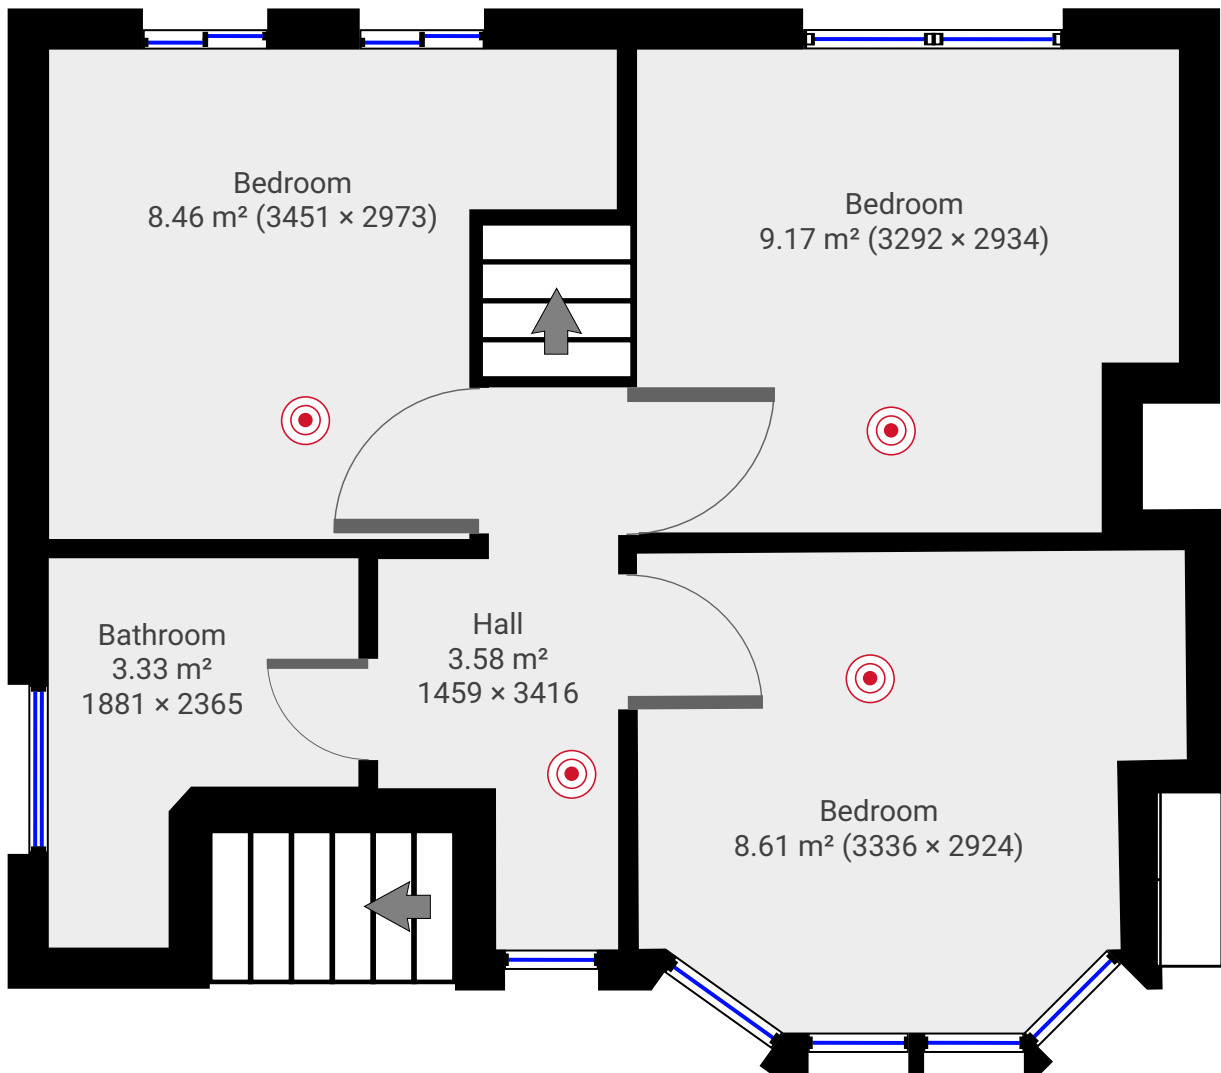 Bedroom
8.46 m² (3451 × 2973)
Bedroom
9.17 m² (3292 × 2934)
Bathroom
3.33 m²
1881 × 2365
Hall
3.58 m²
1459 × 3416
Bedroom
8.61 m² (3336 × 2924)